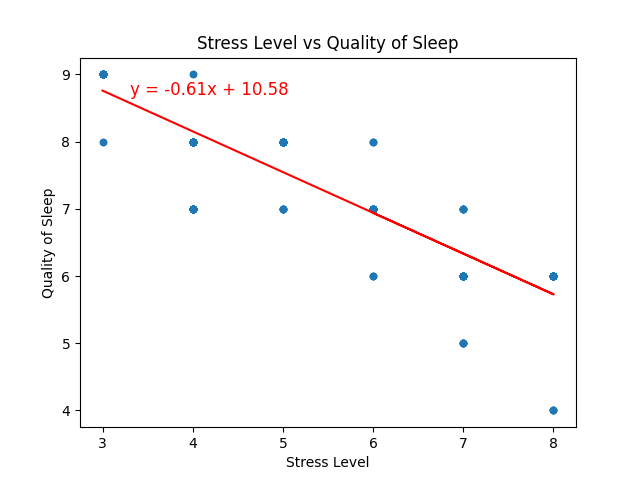 Stress Level vs Quality of Sleep
y = -0.61x + 10.58
Quality of Sleep
9
8
7
6
5
4
3 4 5 6 7 8
Stress Level